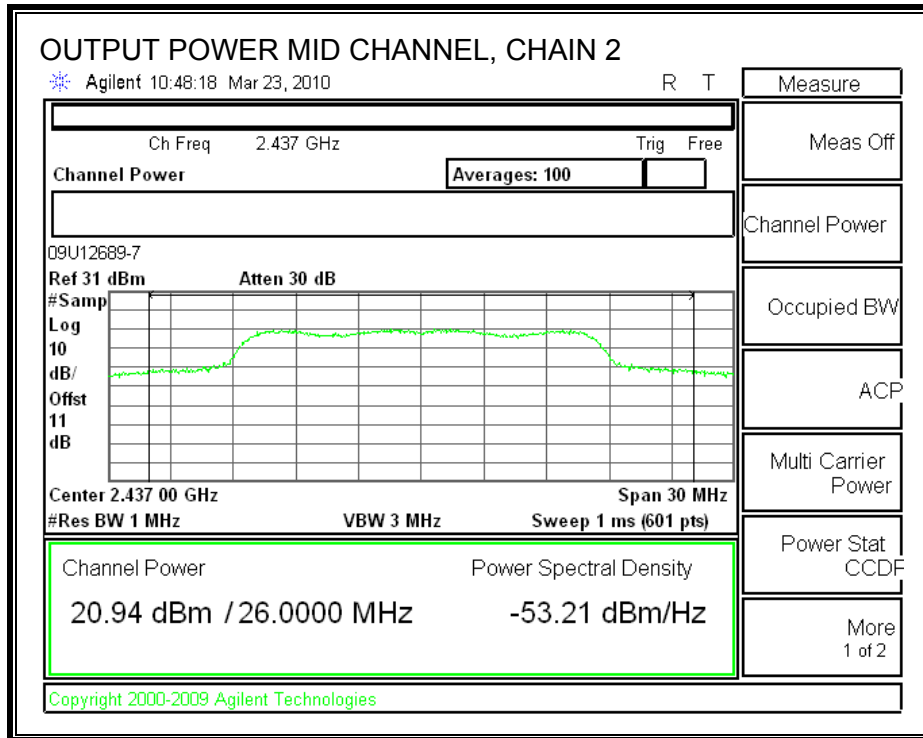 OUTPUT POWER MID CHANNEL, CHAIN 2
Agilent 10:48:18 Mar 23, 2010 R T
Measure
Ch Freq 2.437 GHz Trig Free
Meas Off
Channel Power Averages: 100
Channel Power
09U12689-7
Ref 31 dBm Atten 30 dB
#Samp
Log
10
dB/
Offst
11
dB
Occupied BW
ACP
Multi Carrier
Power
Center 2.437 00 GHz Span 30 MHz
#Res BW 1 MHz VBW 3 MHz Sweep 1 ms (601 pts)
Power Stat
CCDF
Channel Power Power Spectral Density
20.94 dBm / 26.0000 MHz -53.21 dBm/Hz
More
1 of 2
Copyright 2000-2009 Agilent Technologies